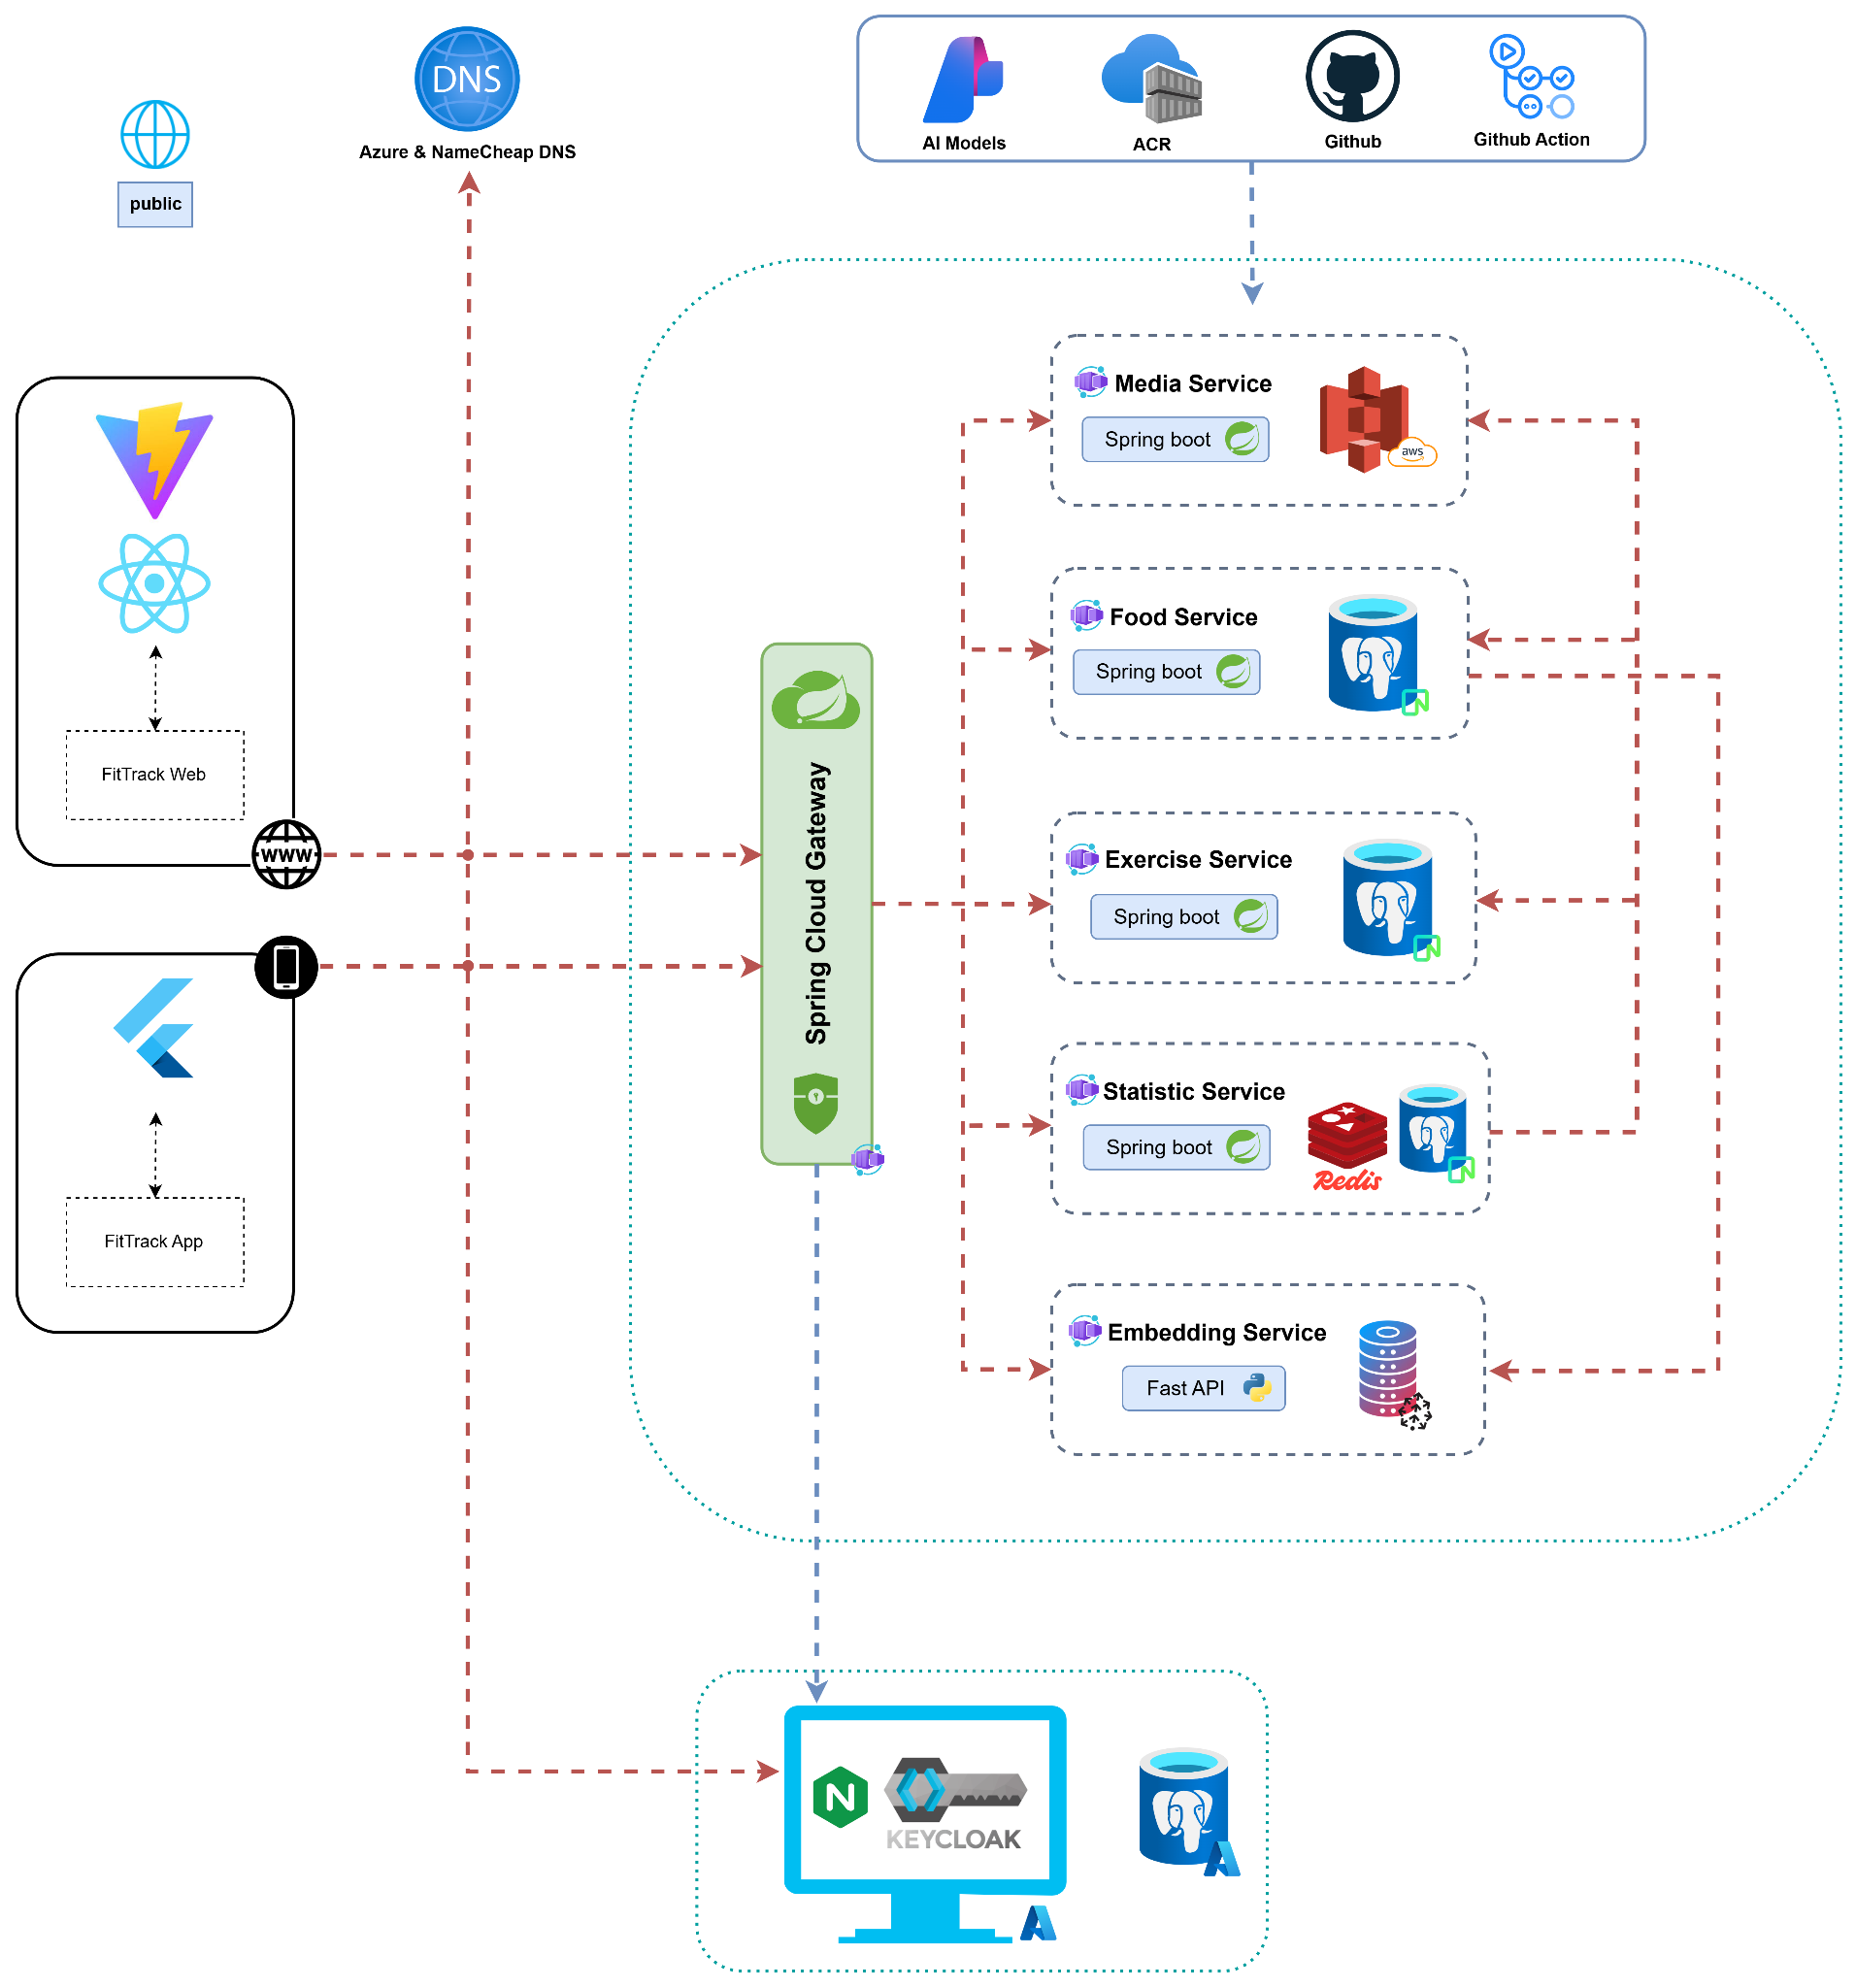 DNS
Azure & NameCheap DNS
public
AI Models
ACR
Github
Github Action
FitTrack Web
www
FitTrack App
Spring Cloud Gateway
Media Service
Spring boot
aws
Food Service
Spring boot
Exercise Service
Spring boot
Statistic Service
Spring boot
Redis
Embedding Service
Fast API
N
KEYCLOAK